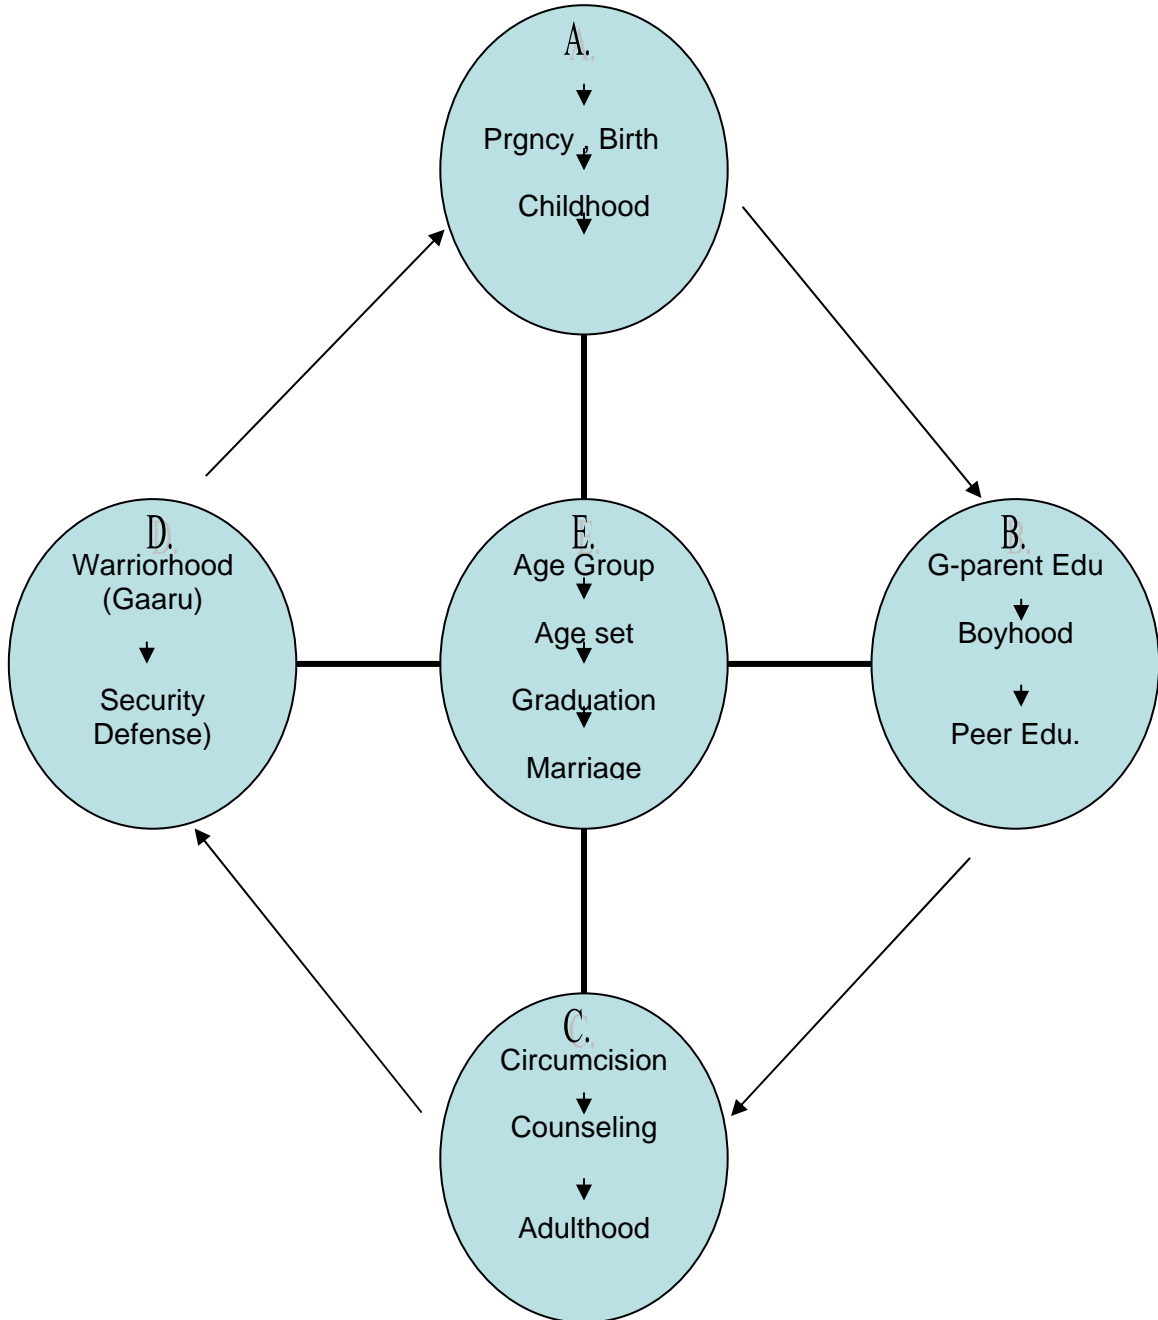 A.
Prgncy , Birth
Childhood
D.
Warriorhood
(Gaaru)
Security
Defense)
E.
Age Group
Age set
Graduation
Marriage
B.
G-parent Edu
Boyhood
Peer Edu.
C.
Circumcision
Counseling
Adulthood